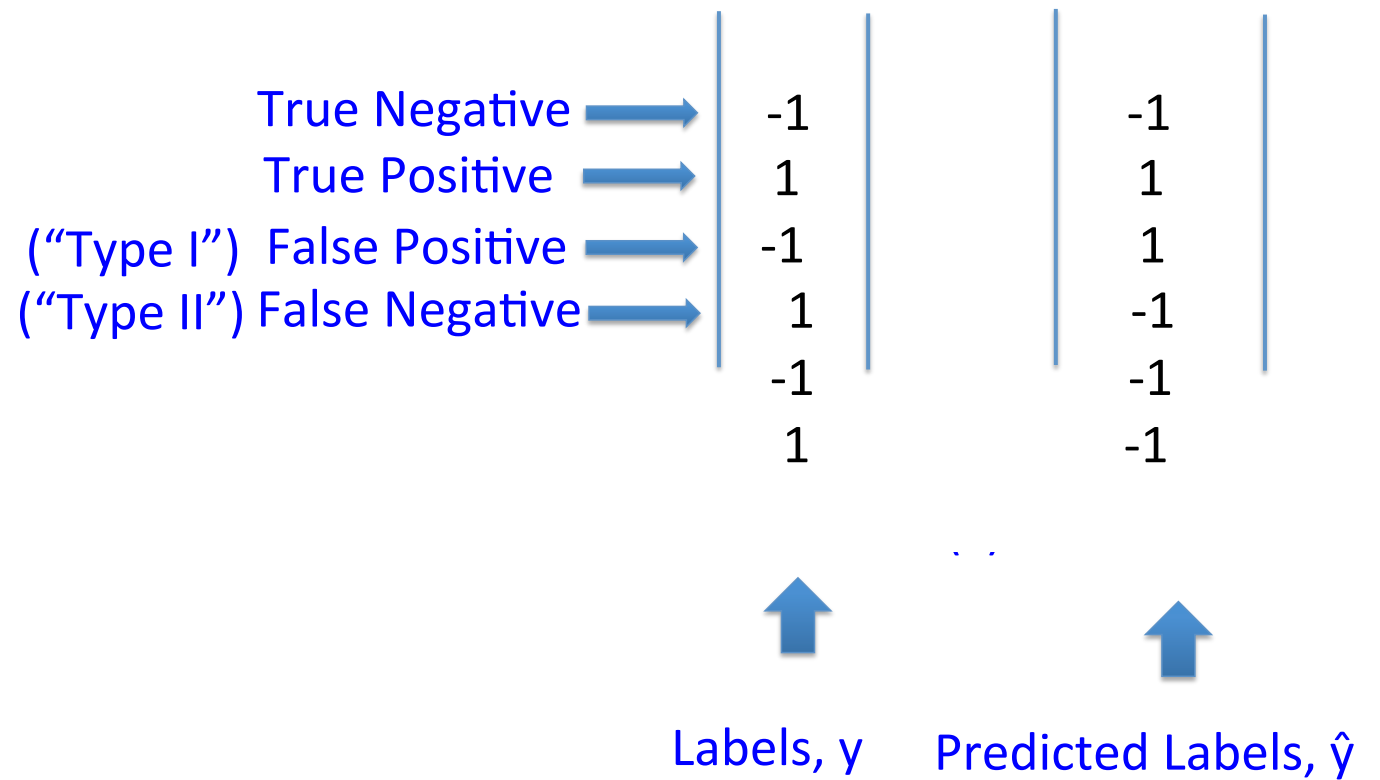 True Negative -1 -1
True Positive 1 1
(“Type I”) False Positive -1 1
(“Type II”) False Negative 1 -1
-1 -1
1 -1
Labels, y Predicted Labels, ŷ